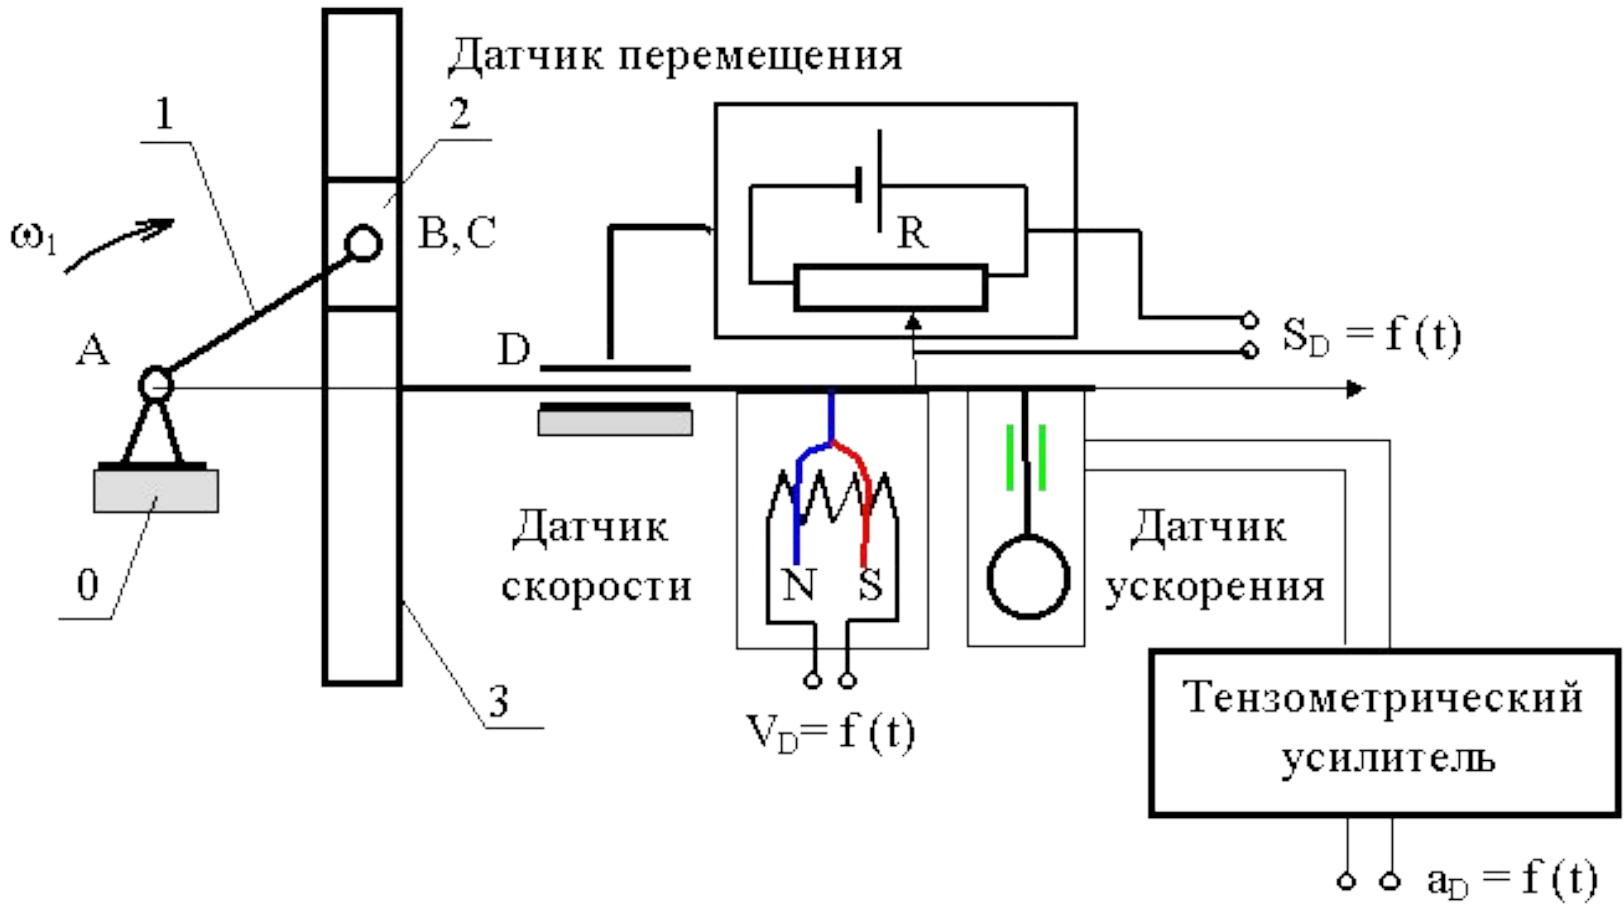 Датчик перемещения
1
2
ω1
B,C
R
A
D
SD = f (t)
Датчик
скорости
N
S
Датчик
ускорения
0
3
VD= f (t)
Тензометрический
усилитель
aD = f (t)